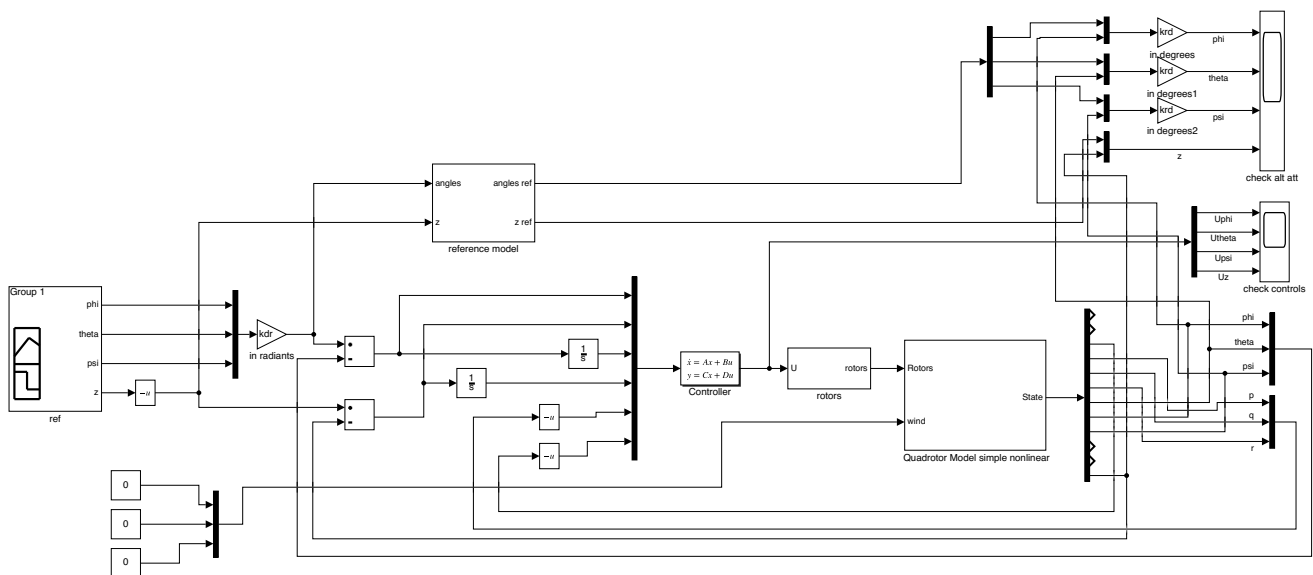 krd
phi
in degrees
krd
theta
in degrees1
krd
psi
in degrees2
z
check alt att
angles
angles ref
z
z ref
reference model
Uphi
Utheta
Upsi
Uz
check controls
Group 1
phi
theta
psi
z
ref
-u
kdr
in radiants
+
-
1
s
+
-
1
s
-u
-u
ẋ = Ax + Bu
y = Cx + Du
Controller
U
rotors
rotors
Rotors
wind
State
Quadrotor Model simple nonlinear
phi
theta
psi
p
q
r
0
0
0